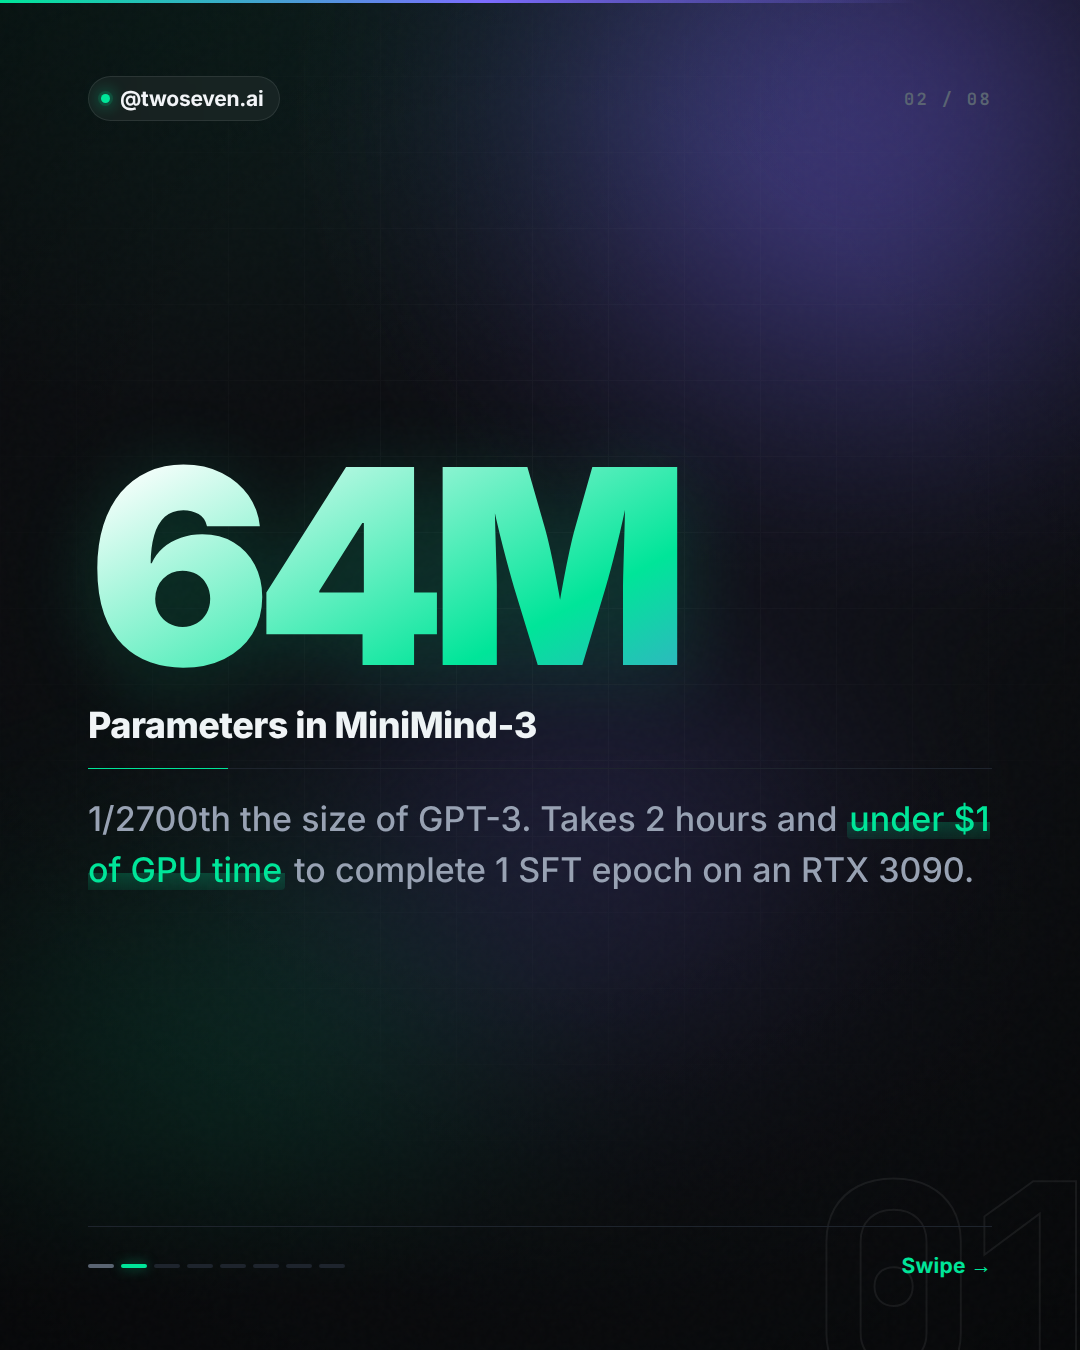 @twoseven.ai
02 / 08
64M
Parameters in MiniMind-3
1/2700th the size of GPT-3. Takes 2 hours and under $1
of GPU time to complete 1 SFT epoch on an RTX 3090.
01
Swipe →